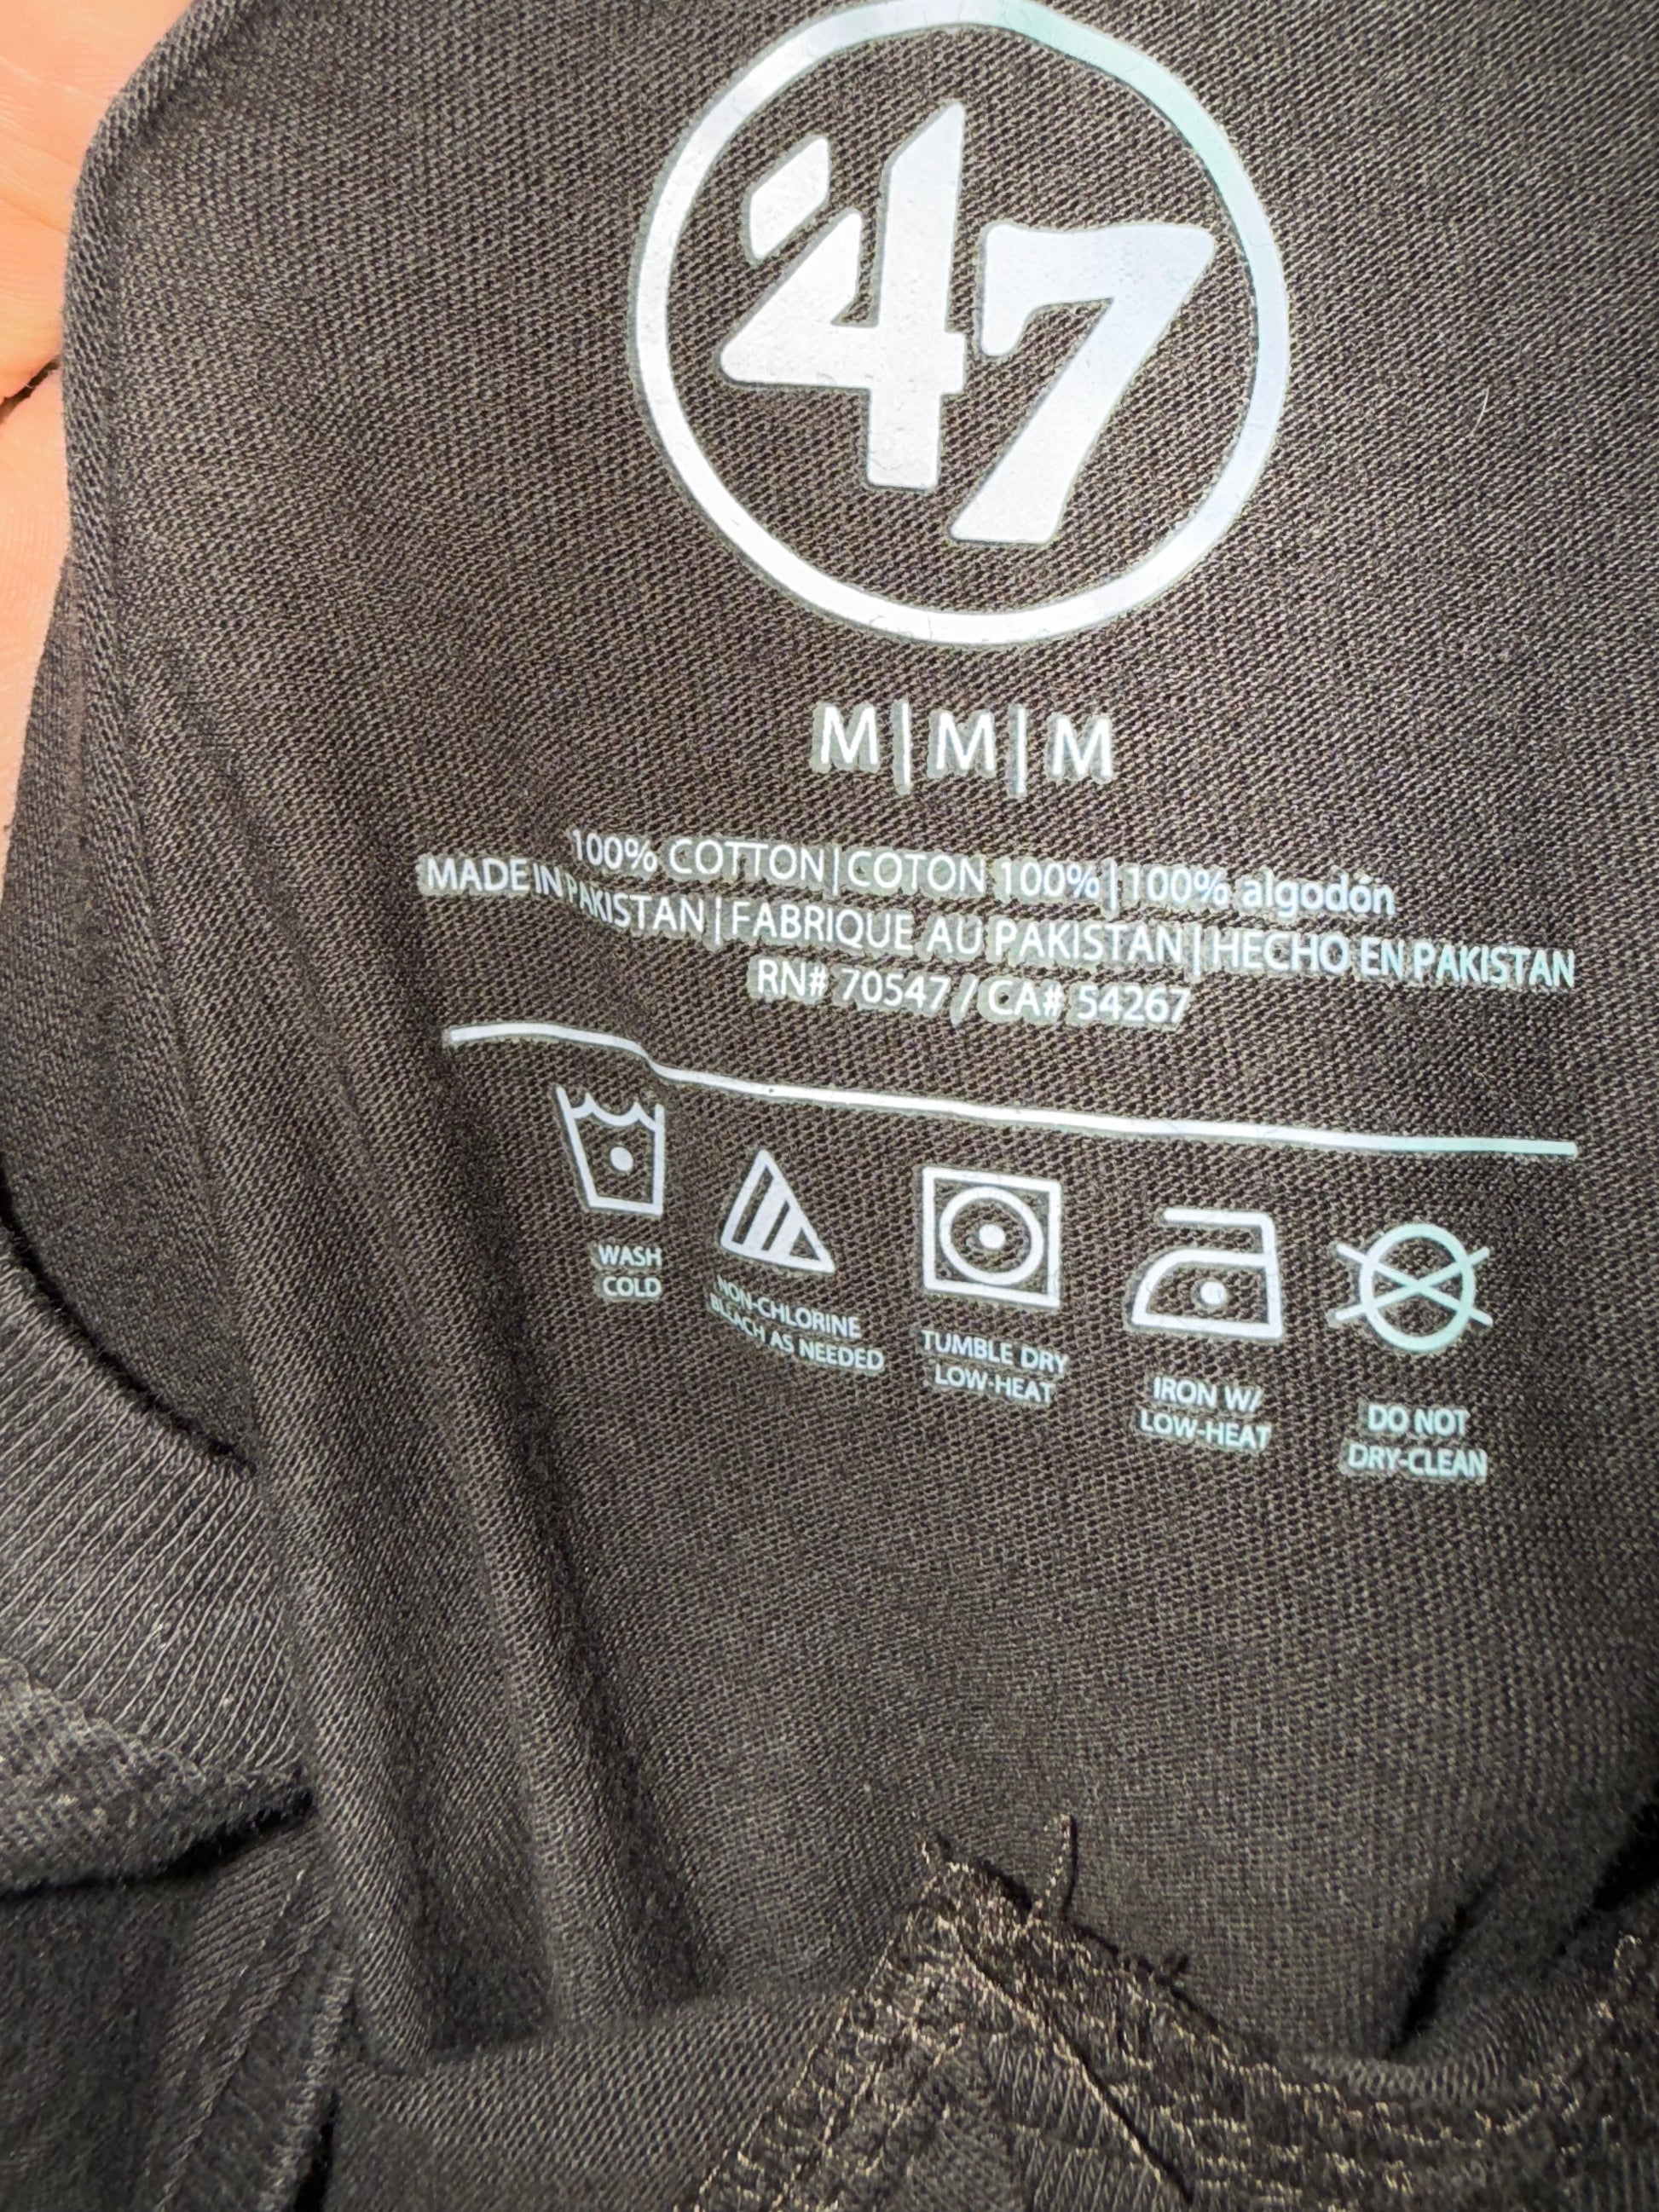 '47
M|M|M
100% COTTON|COTON 100%|100% algodón
MADE IN PAKISTAN|FABRIQUE AU PAKISTAN|HECHO EN PAKISTAN
RN# 70547 / CA# 54267
WASH
COLD
NON-CHLORINE
BLEACH AS NEEDED
TUMBLE DRY
LOW-HEAT
IRON W/
LOW-HEAT
DO NOT
DRY-CLEAN